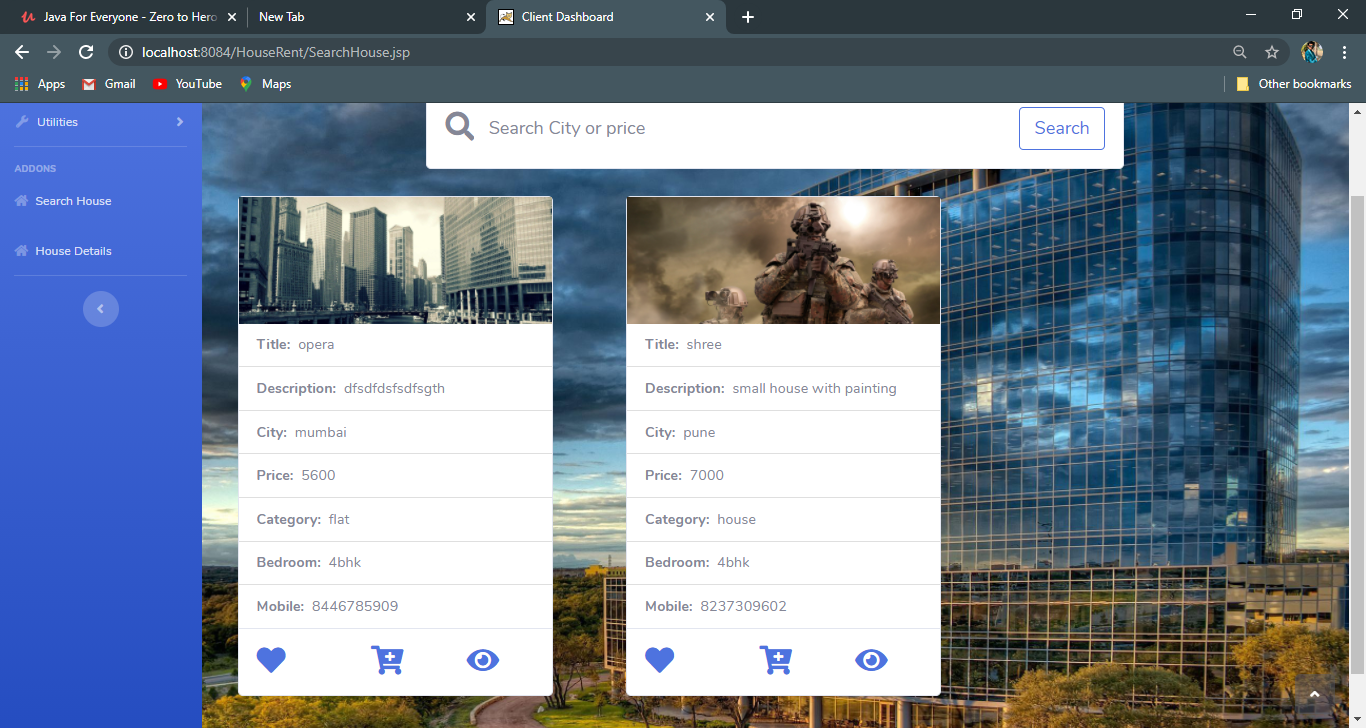 Java For Everyone - Zero to Hero
New Tab
Client Dashboard
localhost:8084/HouseRent/SearchHouse.jsp
Apps
Gmail
YouTube
Maps
Other bookmarks
Utilities
ADDONS
Search House
House Details
Search City or price
Search
Title: opera
Description: dfsdfdsfsdfsgth
City: mumbai
Price: 5600
Category: flat
Bedroom: 4bhk
Mobile: 8446785909
Title: shree
Description: small house with painting
City: pune
Price: 7000
Category: house
Bedroom: 4bhk
Mobile: 8237309602